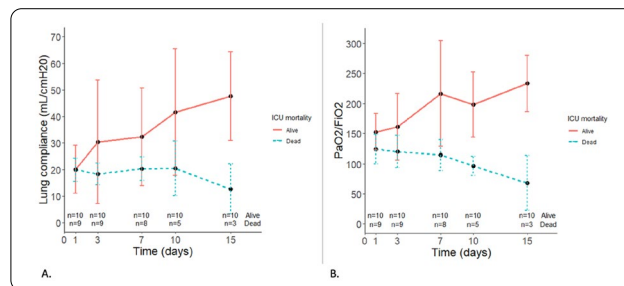 70
60
50
40
30
20
10
0
Lung compliance (mL/cmH20)
n=10 n=10 n=10 n=10 n=10 Alive
n=9 n=9 n=8 n=5 n=3 Dead
0 1 3 7 10 15
Time (days)
ICU mortality
Alive
Dead
A.
300
250
200
150
100
50
0
PaO2/FiO2
n=10 n=10 n=10 n=10 n=10 Alive
n=9 n=9 n=8 n=5 n=3 Dead
0 1 3 7 10 15
Time (days)
ICU mortality
Alive
Dead
B.